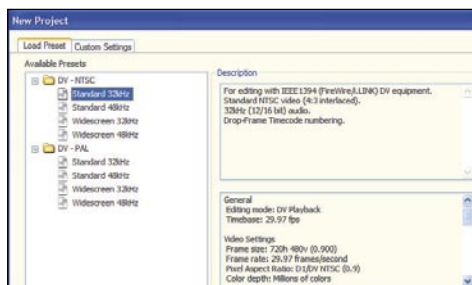 New Project
Load Preset Custom Settings
Available Presets
DV - NTSC
Standard 32kHz
Standard 48kHz
Widescreen 32kHz
Widescreen 48kHz
DV - PAL
Standard 32kHz
Standard 48kHz
Widescreen 32kHz
Widescreen 48kHz
Description
For editing with IEEE1394 (FireWire/i.LINK) DV equipment.
Standard NTSC video (4:3 interlaced).
32kHz (12/16 bit) audio.
Drop-Frame Timecode numbering.
General
Editing mode: DV Playback
Timebase: 29.97 fps
Video Settings
Frame size: 720h 480v (0.900)
Frame rate: 29.97 frames/second
Pixel Aspect Ratio: D1/DV NTSC (0.9)
Color depth: Millions of colors